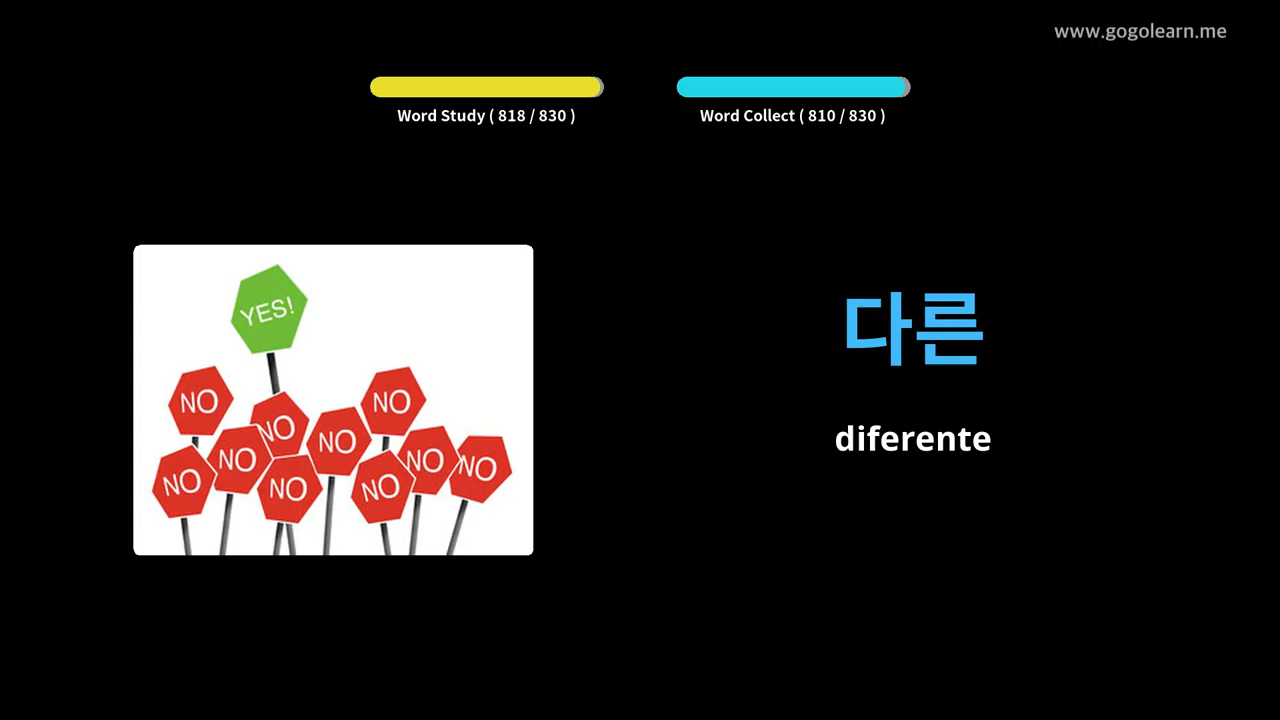 www.gogolearn.me
Word Study ( 818 / 830 )
Word Collect ( 810 / 830 )
YES!
NO
NO
NO
NO
NO
NO
NO
NO
NO
NO
다른
diferente